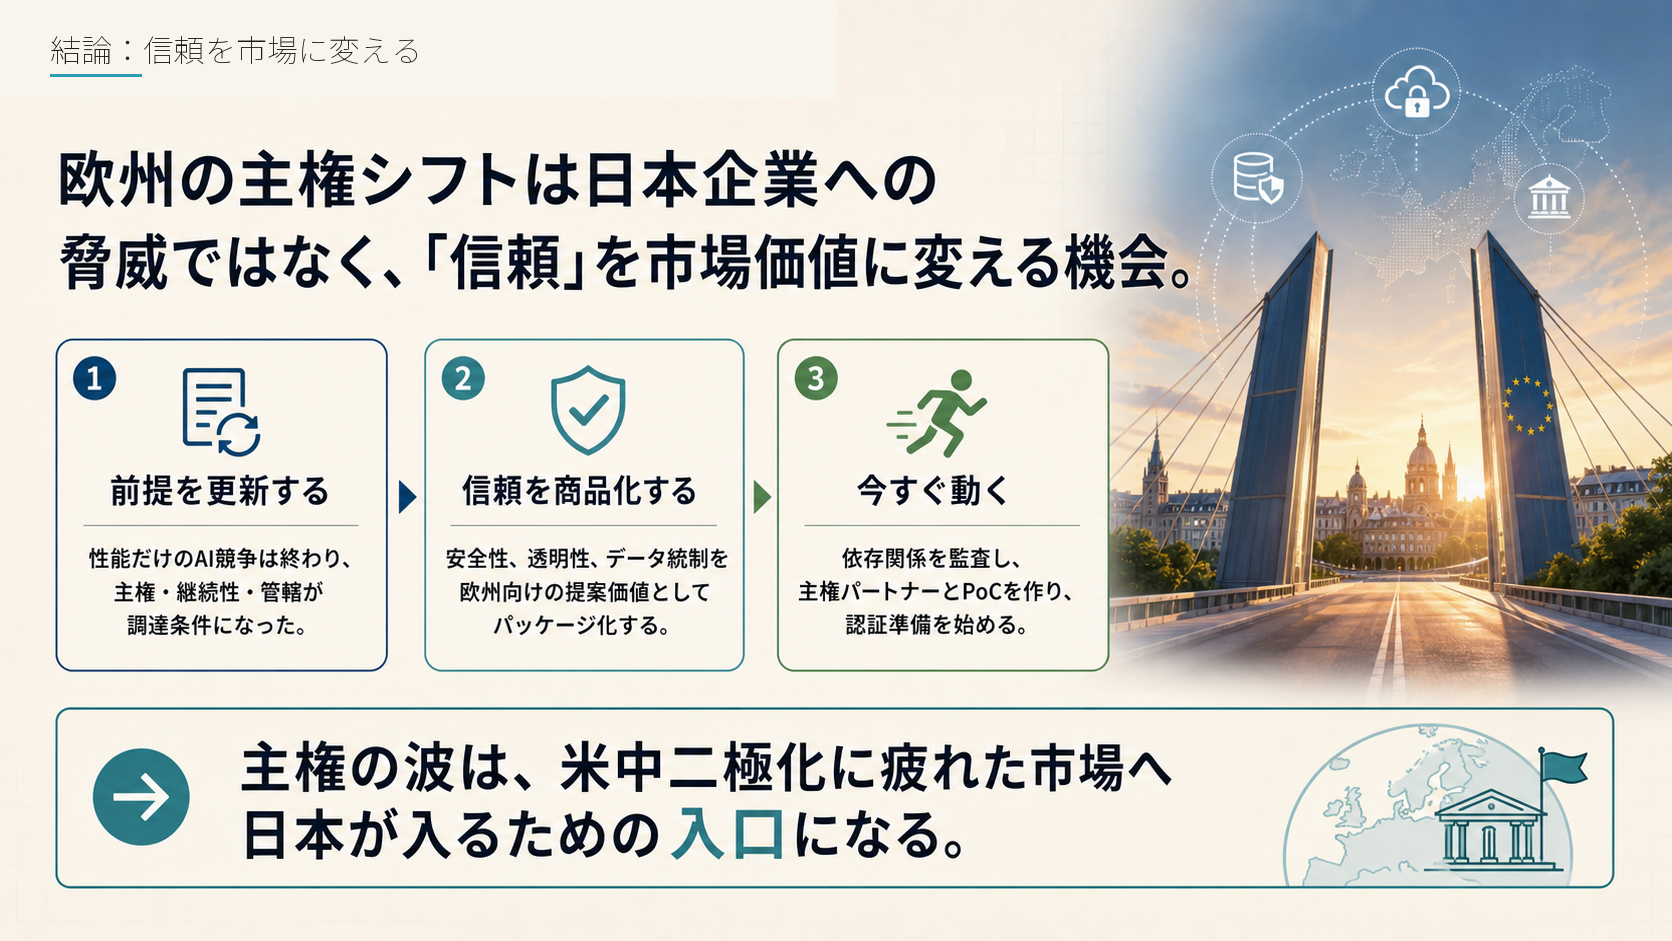 結論：信頼を市場に変える
欧州の主権シフトは日本企業への
脅威ではなく、「信頼」を市場価値に変える機会。
1
前提を更新する
性能だけのAI競争は終わり、
主権・継続性・管轄が
調達条件になった。
2
信頼を商品化する
安全性、透明性、データ統制を
欧州向けの提案価値として
パッケージ化する。
3
今すぐ動く
依存関係を監査し、
主権パートナーとPoCを作り、
認証準備を始める。
主権の波は、米中二極化に疲れた市場へ
日本が入るための入口になる。